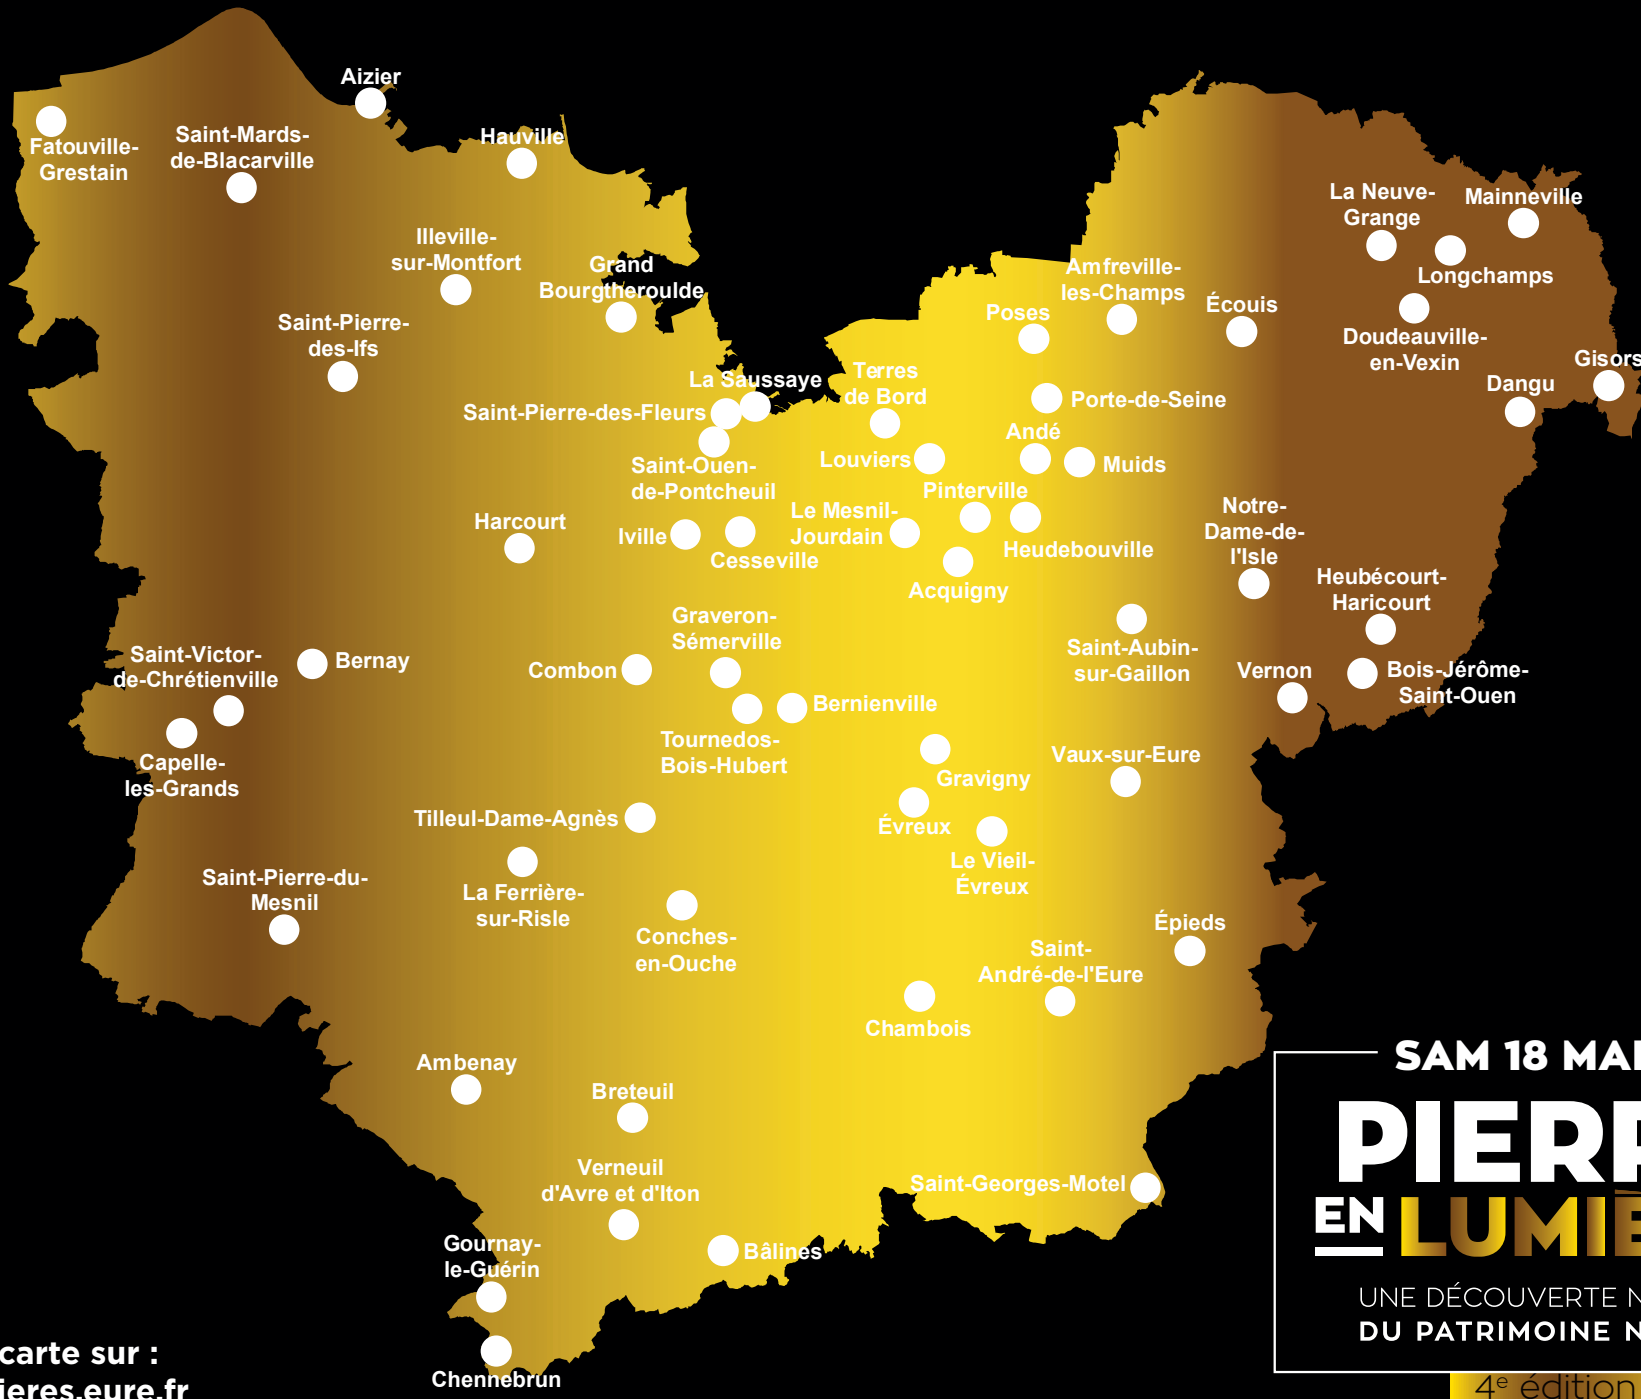 Aizier
Fatouville-
Grestain
Saint-Mards-
de-Blacarville
Hauville
Illeville-
sur-Montfort
Grand
Bourgtheroulde
Saint-Pierre-
des-Ifs
La Saussaye
Saint-Pierre-des-Fleurs
Saint-Ouen-
de-Pontcheuil
Terres
de Bord
Louviers
Poses
Amfreville-
les-Champs
Écouis
La Neuve-
Grange
Mainneville
Longchamps
Doudeauville-
en-Vexin
Gisors
Dangu
Porte-de-Seine
Andé
Muids
Pinterville
Le Mesnil-
Jourdain
Heudebouville
Acquigny
Harcourt
Iville
Cesseville
Notre-
Dame-de-
l'Isle
Heubécourt-
Haricourt
Graveron-
Sémerville
Saint-Aubin-
sur-Gaillon
Vernon
Bois-Jérôme-
Saint-Ouen
Saint-Victor-
de-Chrétienville
Bernay
Combon
Bernienville
Tournedos-
Bois-Hubert
Capelle-
les-Grands
Gravigny
Vaux-sur-Eure
Évreux
Le Vieil-
Évreux
Tilleul-Dame-Agnès
La Ferrière-
sur-Risle
Saint-Pierre-du-
Mesnil
Conches-
en-Ouche
Épieds
Saint-
André-de-l'Eure
Chambois
Ambenay
Breteuil
Verneuil
d'Avre et d'Iton
Saint-Georges-Motel
Bâlines
Gournay-
le-Guérin
Chennebrun
carte sur :
ieres.eure.fr
SAM 18 MAI
PIERR
EN LUMIÈ
UNE DÉCOUVERTE N
DU PATRIMOINE N
4e édition